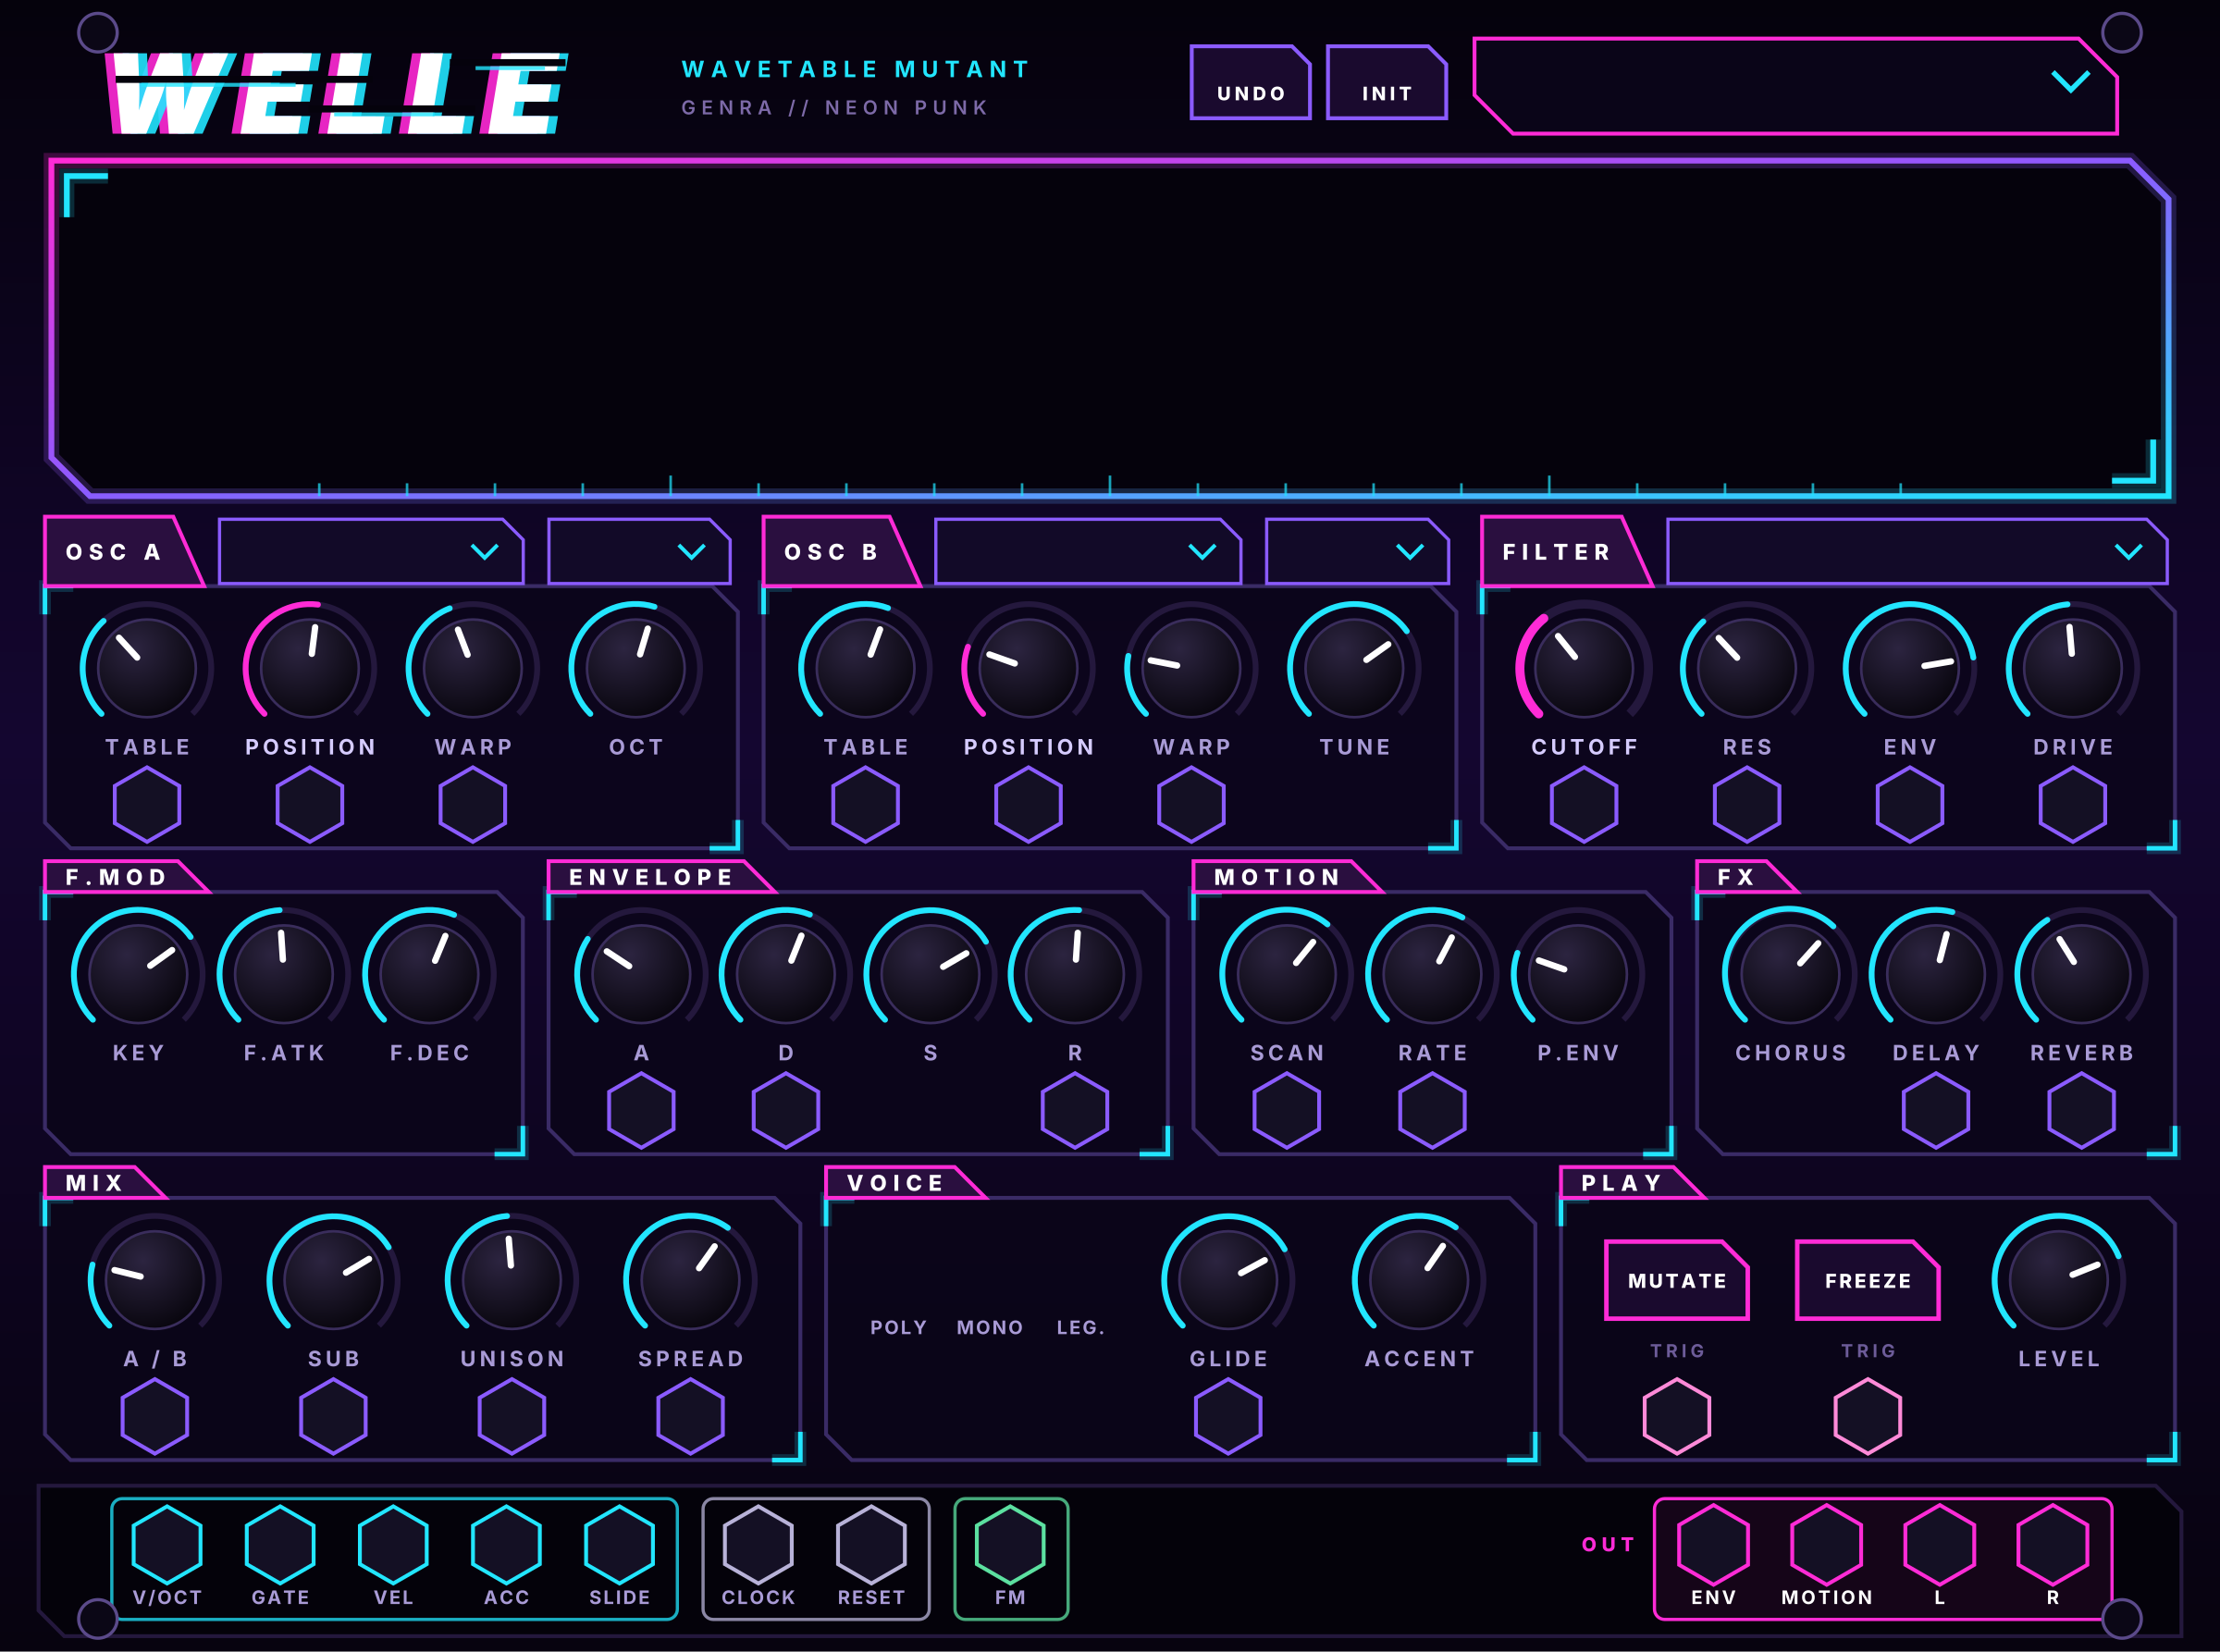 WELLE
WAVETABLE MUTANT
GENRA // NEON PUNK
UNDO
INIT
OSC A
OSC B
FILTER
TABLE POSITION WARP OCT
TABLE POSITION WARP TUNE
CUTOFF RES ENV DRIVE
F.MOD
ENVELOPE
MOTION
FX
KEY F.ATK F.DEC
A D S R
SCAN RATE P.ENV
CHORUS DELAY REVERB
MIX
VOICE
PLAY
MUTATE FREEZE
POLY MONO LEG.
TRIG TRIG
A / B SUB UNISON SPREAD
GLIDE ACCENT
LEVEL
OUT
V/OCT GATE VEL ACC SLIDE
CLOCK RESET
FM
ENV MOTION L R